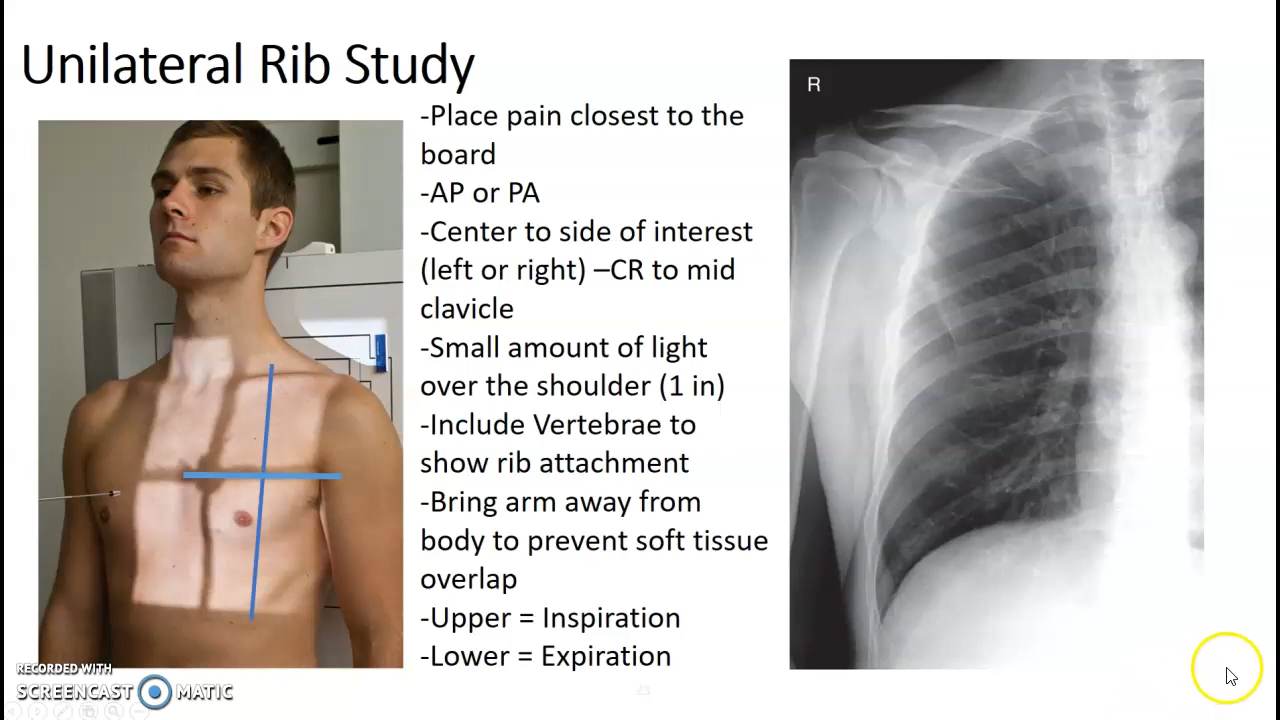 Unilateral Rib Study
-Place pain closest to the
board
-AP or PA
-Center to side of interest
(left or right) –CR to mid
clavicle
-Small amount of light
over the shoulder (1 in)
-Include Vertebrae to
show rib attachment
-Bring arm away from
body to prevent soft tissue
overlap
-Upper = Inspiration
-Lower = Expiration
R
RECORDED WITH
SCREENCAST MATIC
23